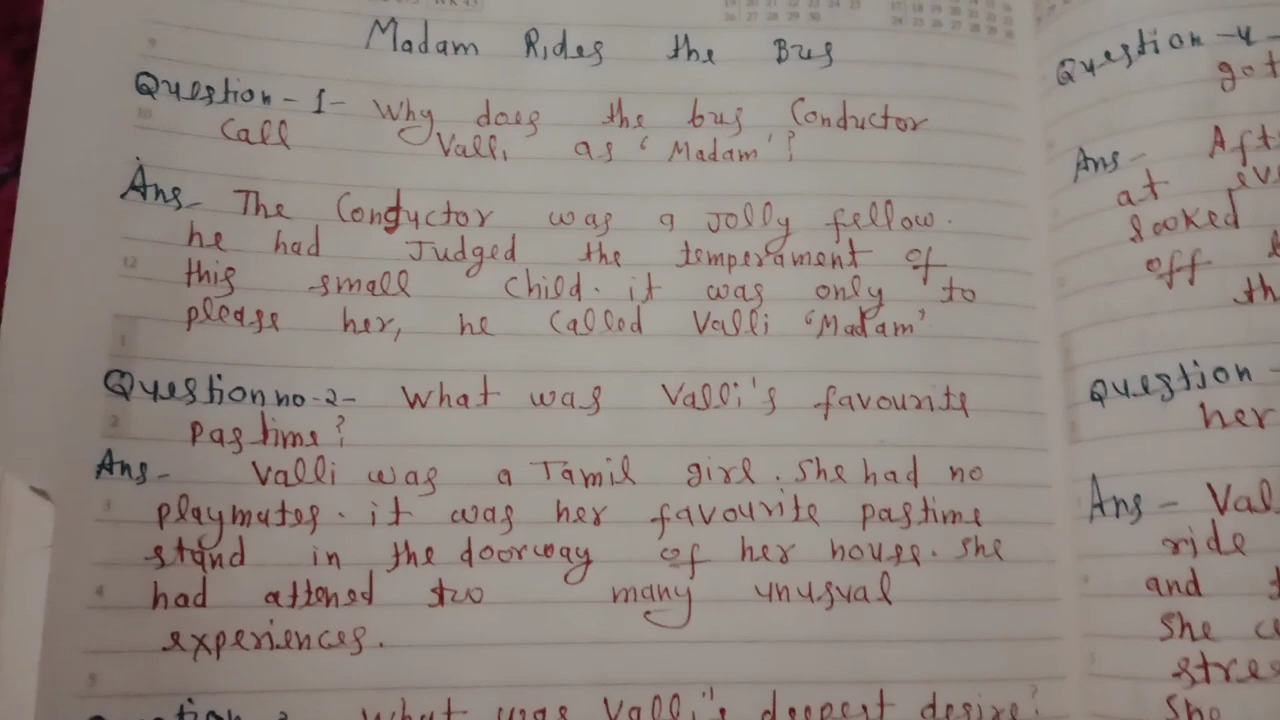 Madam Rides the Bus
Question-1- Why does the bus Conductor
Call Valli as 'Madam'?
Ans- The Conductor was a Jolly fellow.
he had Judged the temperament of
this small child. it was only to
please her, he called Valli 'Madam'
Question no-2- What was Valli's favourite
pastime?
Ans- Valli was a Tamil girl. She had no
playmates. it was her favourite pastime
stand in the doorway of her house. She
had attened two many unusual
experiences.
What was Valli's deepest desire?
Question-4-
got
Ans- Aft
at
looked
off
th
Question-
her
Ans- Val
ride
and
She
stres
She